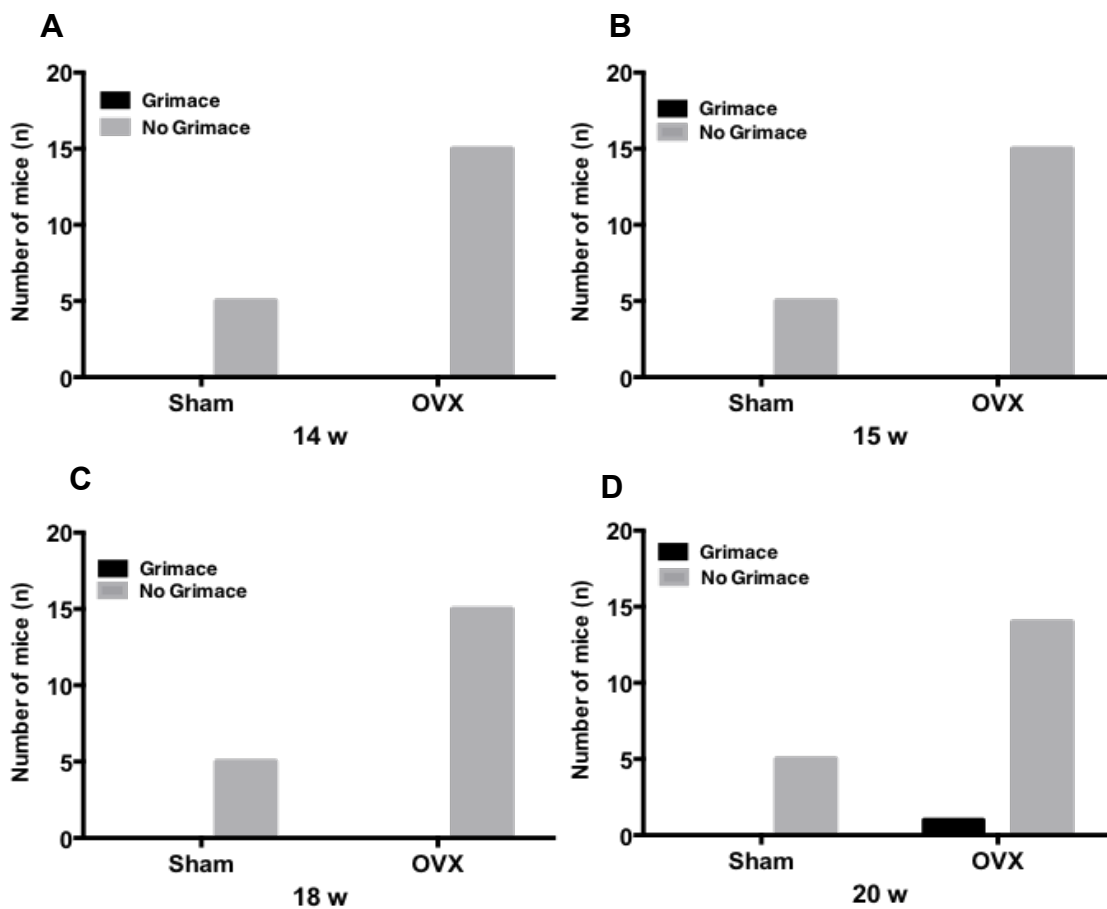 A
Number of mice (n)
20
15
10
5
0
Grimace
No Grimace
Sham
OVX
14 w
B
Number of mice (n)
20
15
10
5
0
Grimace
No Grimace
Sham
OVX
15 w
C
Number of mice (n)
20
15
10
5
0
Grimace
No Grimace
Sham
OVX
18 w
D
Number of mice (n)
20
15
10
5
0
Grimace
No Grimace
Sham
OVX
20 w